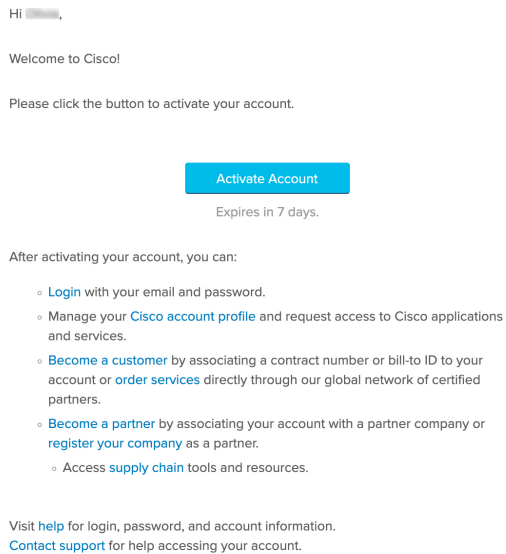 Hi ,
Welcome to Cisco!
Please click the button to activate your account.
Activate Account
Expires in 7 days.
After activating your account, you can:
Login with your email and password.
Manage your Cisco account profile and request access to Cisco applications
and services.
Become a customer by associating a contract number or bill-to ID to your
account or order services directly through our global network of certified
partners.
Become a partner by associating your account with a partner company or
register your company as a partner.
Access supply chain tools and resources.
Visit help for login, password, and account information.
Contact support for help accessing your account.